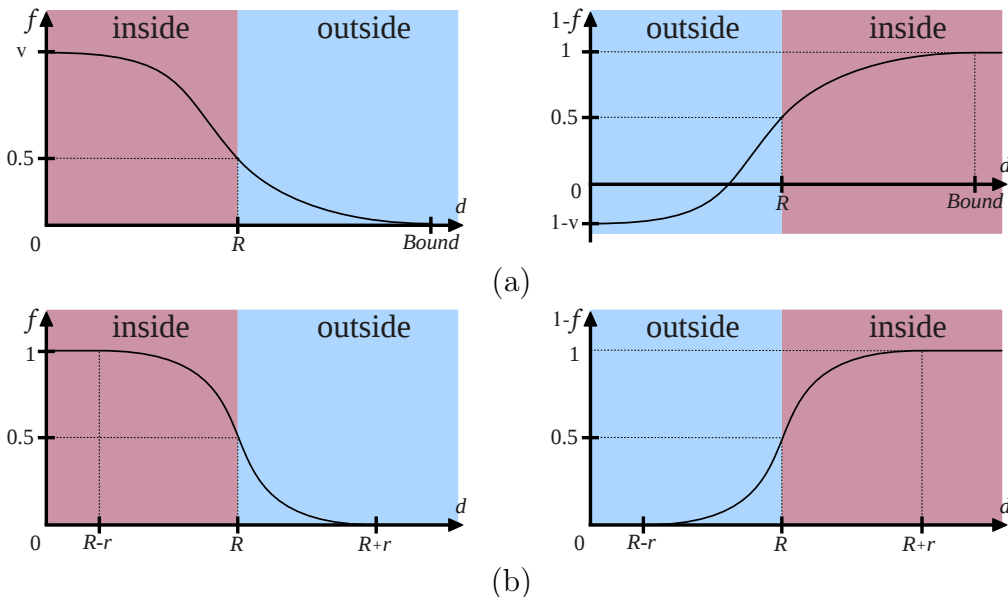 f
inside
outside
v
0.5
d
0
R
Bound
1-f
outside
inside
1
0.5
d
0
R
Bound
1-v
(a)
f
inside
outside
1
0.5
d
0
R-r
R
R+r
1-f
outside
inside
1
0.5
d
0
R-r
R
R+r
(b)